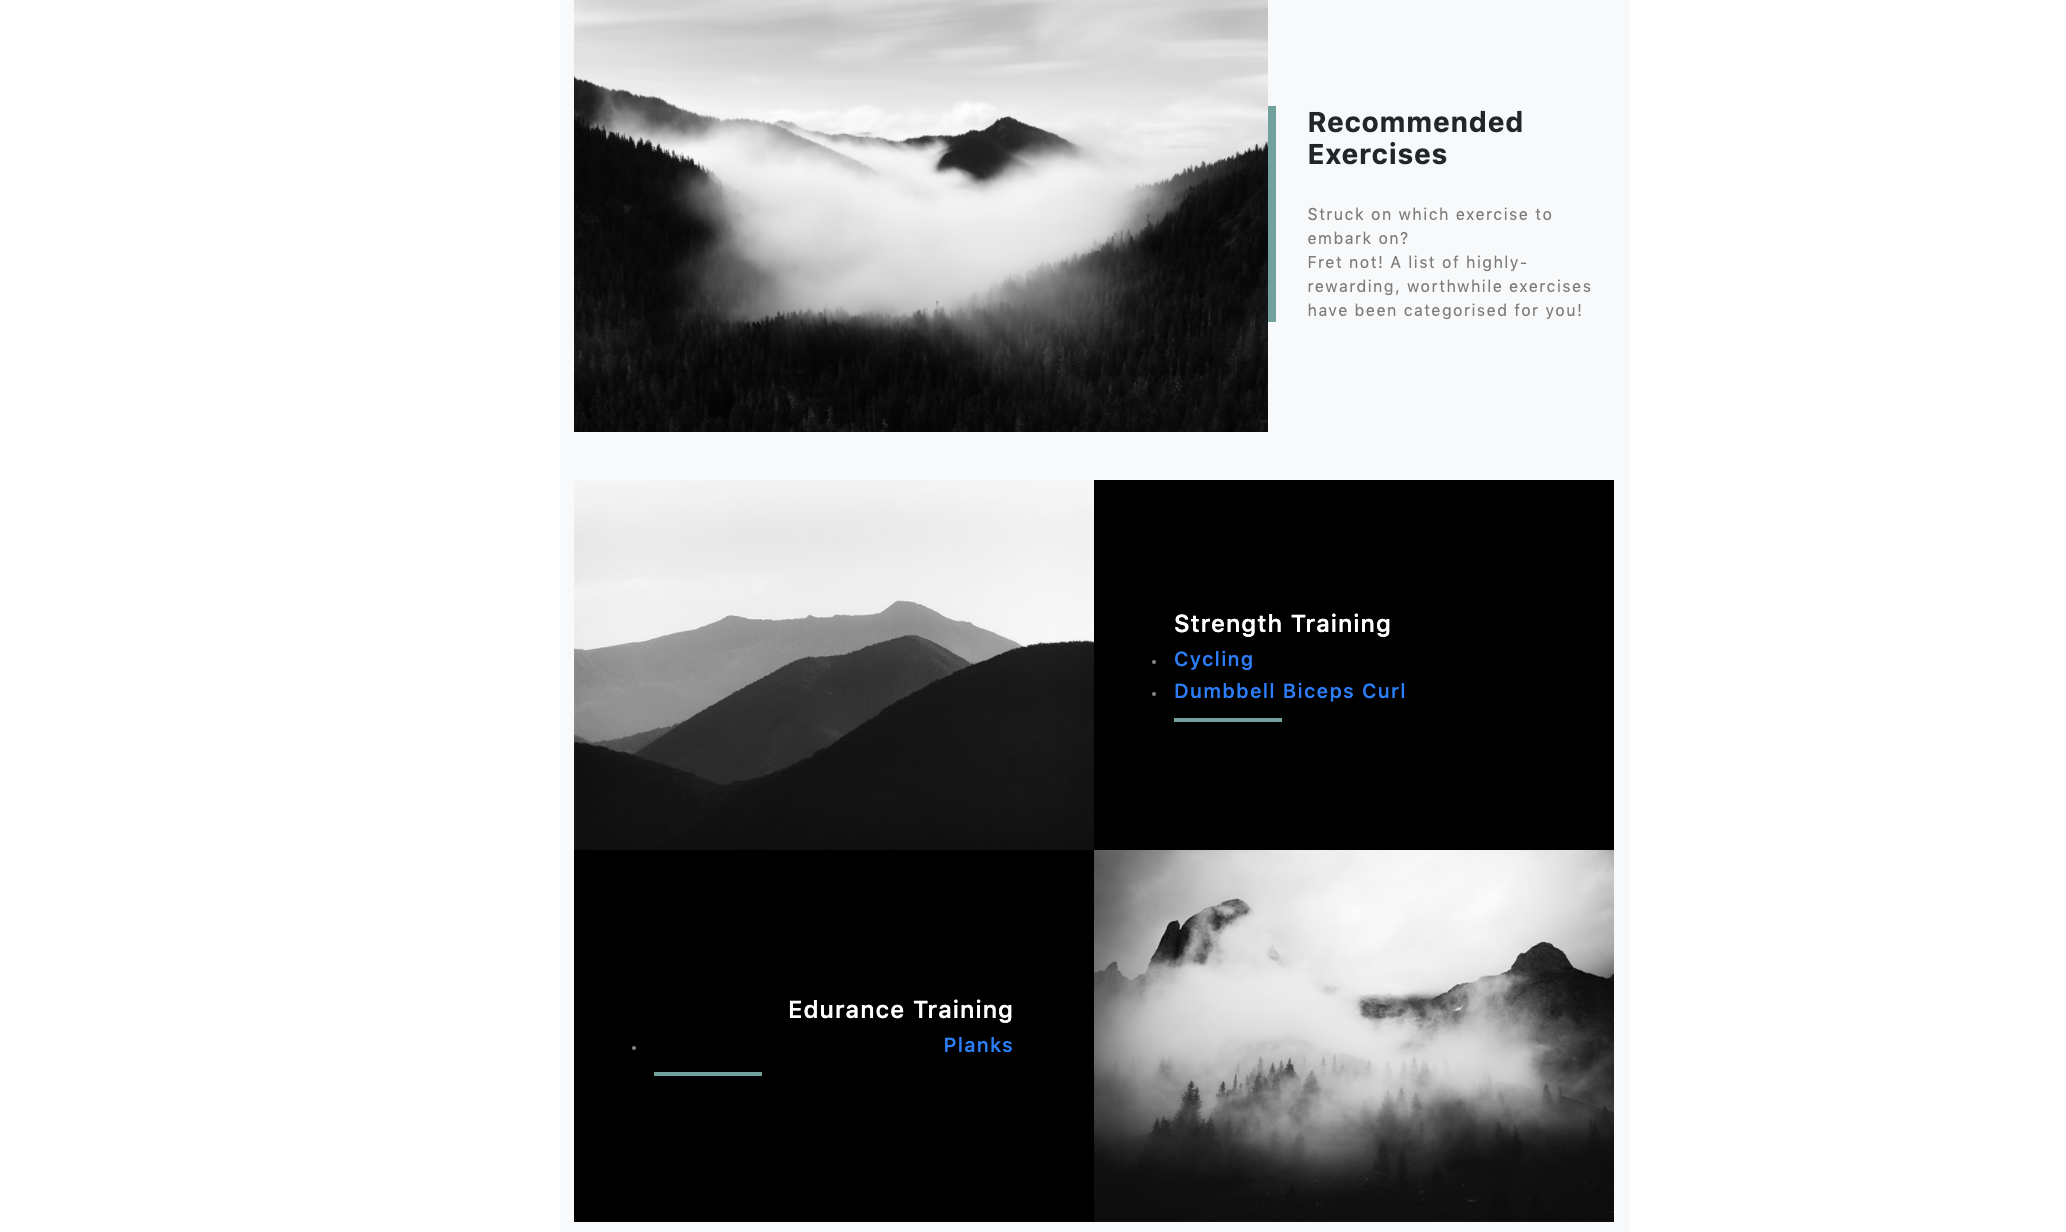 Recommended
Exercises
Struck on which exercise to
embark on?
Fret not! A list of highly-
rewarding, worthwhile exercises
have been categorised for you!
Strength Training
Cycling
Dumbbell Biceps Curl
Edurance Training
Planks